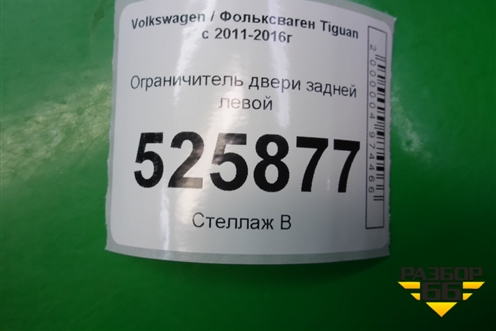 Volkswagen / Фольксваген Tiguan
с 2011-2016г
Ограничитель двери задней
левой
525877
Стеллаж В
2000004974466
РАЗБОР
66